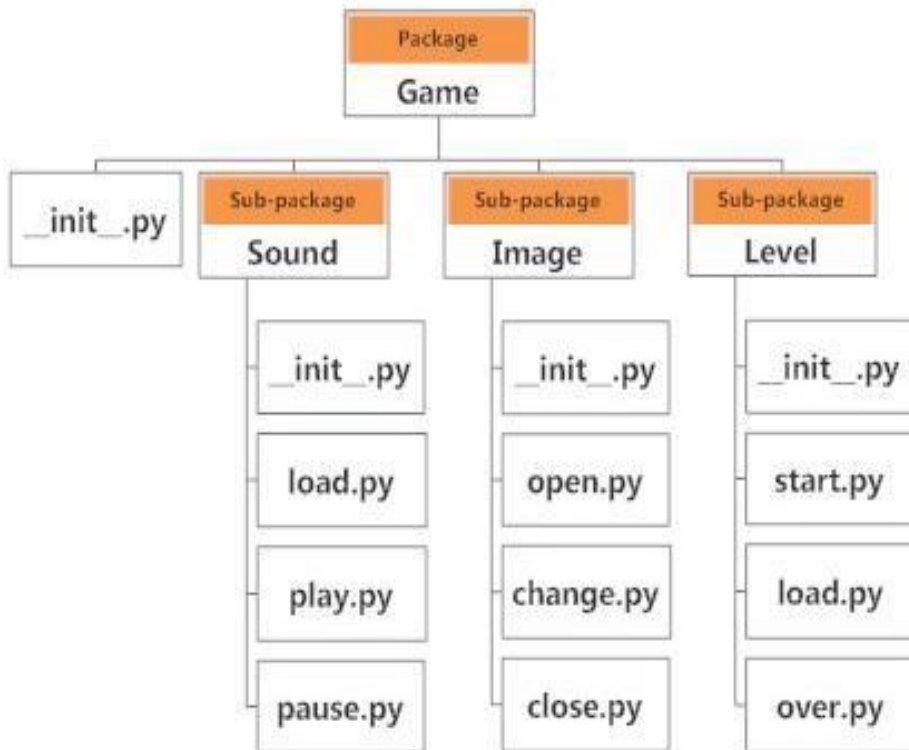 Package
Game
__init__.py
Sub-package
Sound
Sub-package
Image
Sub-package
Level
__init__.py
load.py
play.py
pause.py
__init__.py
open.py
change.py
close.py
__init__.py
start.py
load.py
over.py